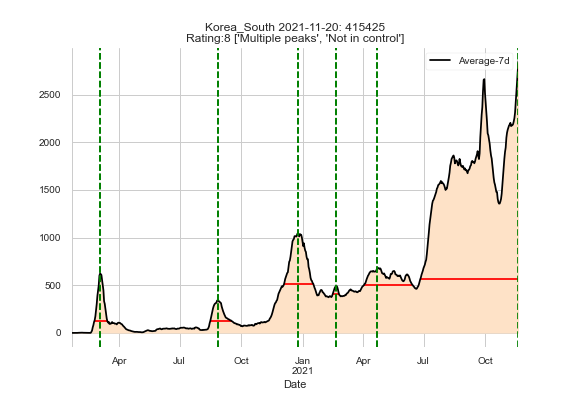 Korea_South 2021-11-20: 415425
Rating:8 ['Multiple peaks', 'Not in control']
Average-7d
2500
2000
1500
1000
500
0
Apr
Jul
Oct
Jan
2021
Apr
Jul
Oct
Date